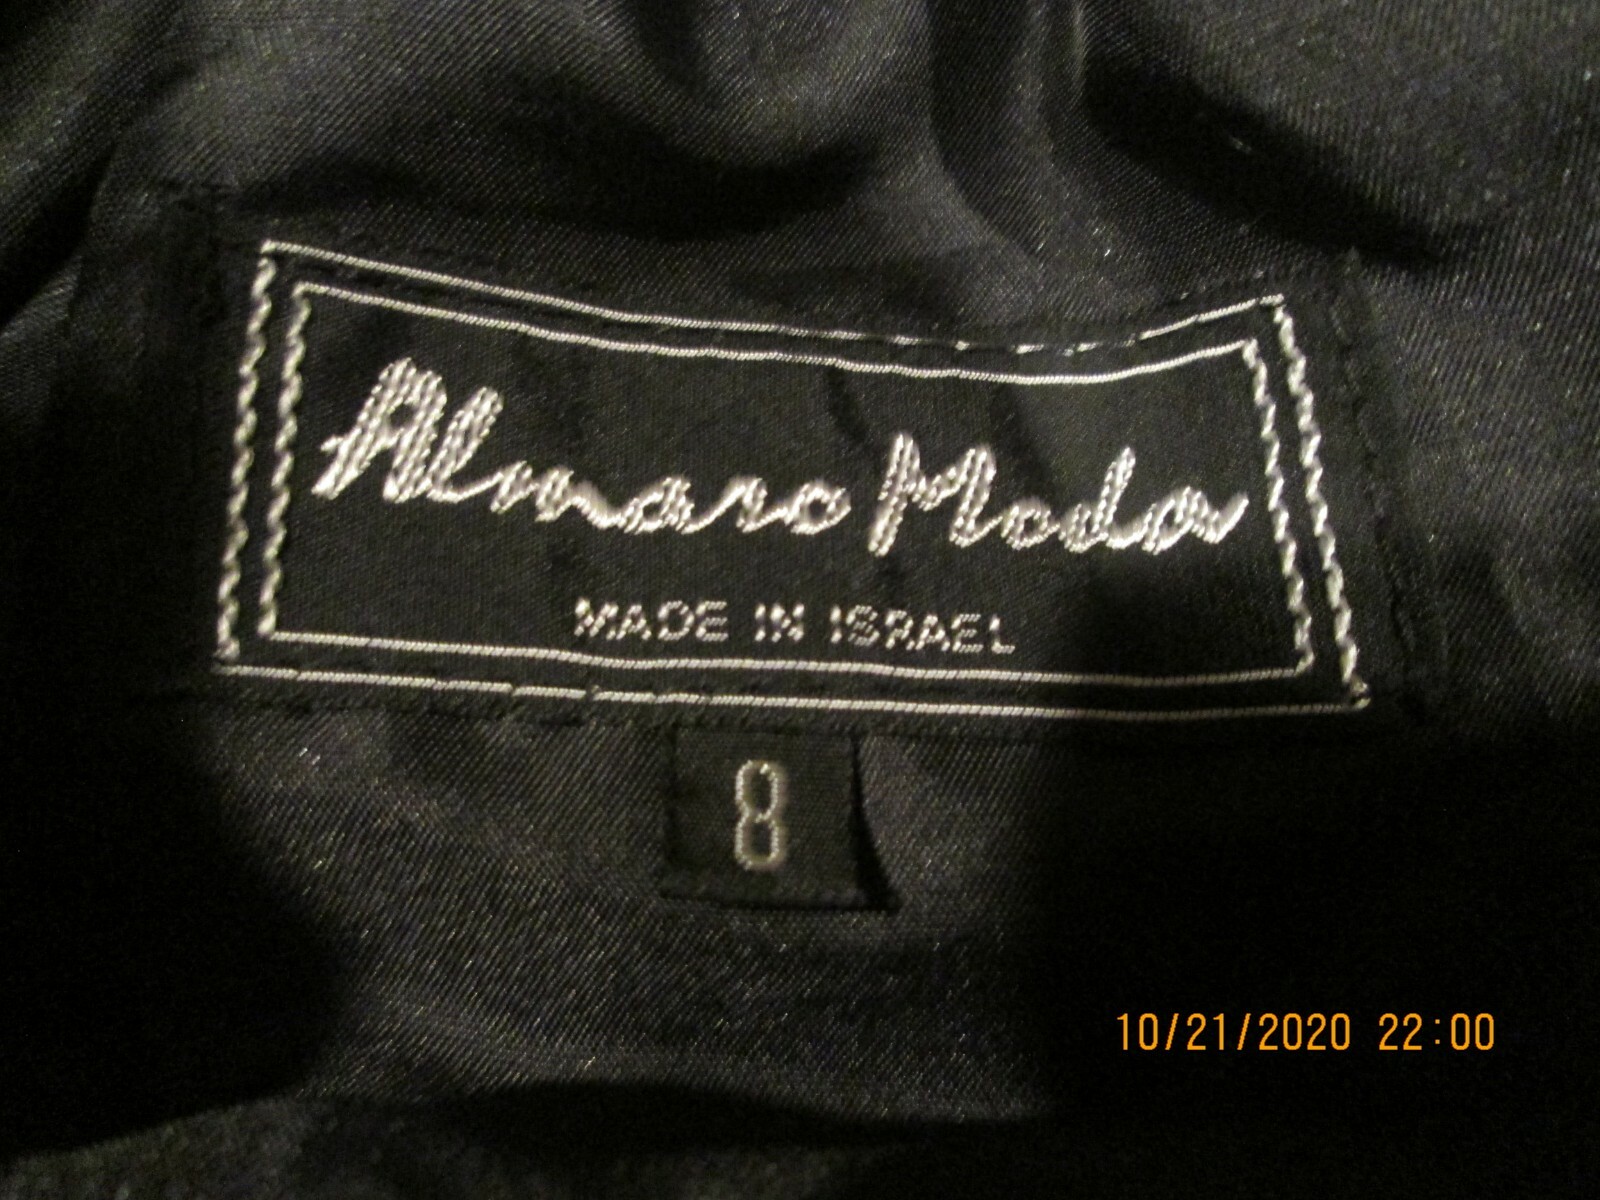 Almaro Moda
MADE IN ISRAEL
8
10/21/2020 22:00